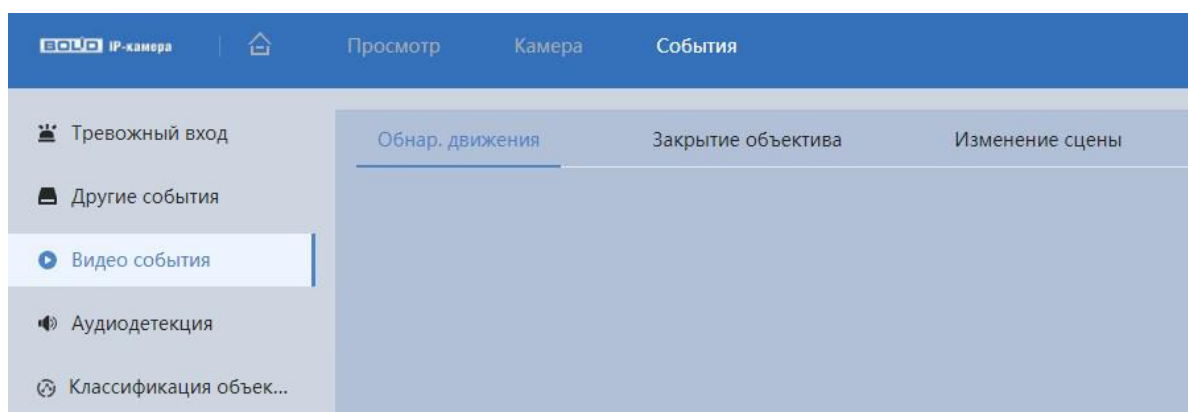 BOLID IP-камера Просмотр Камера События
Тревожный вход
Обнар. движения Закрытие объектива Изменение сцены
Другие события
Видео события
Аудиодетекция
Классификация объек...